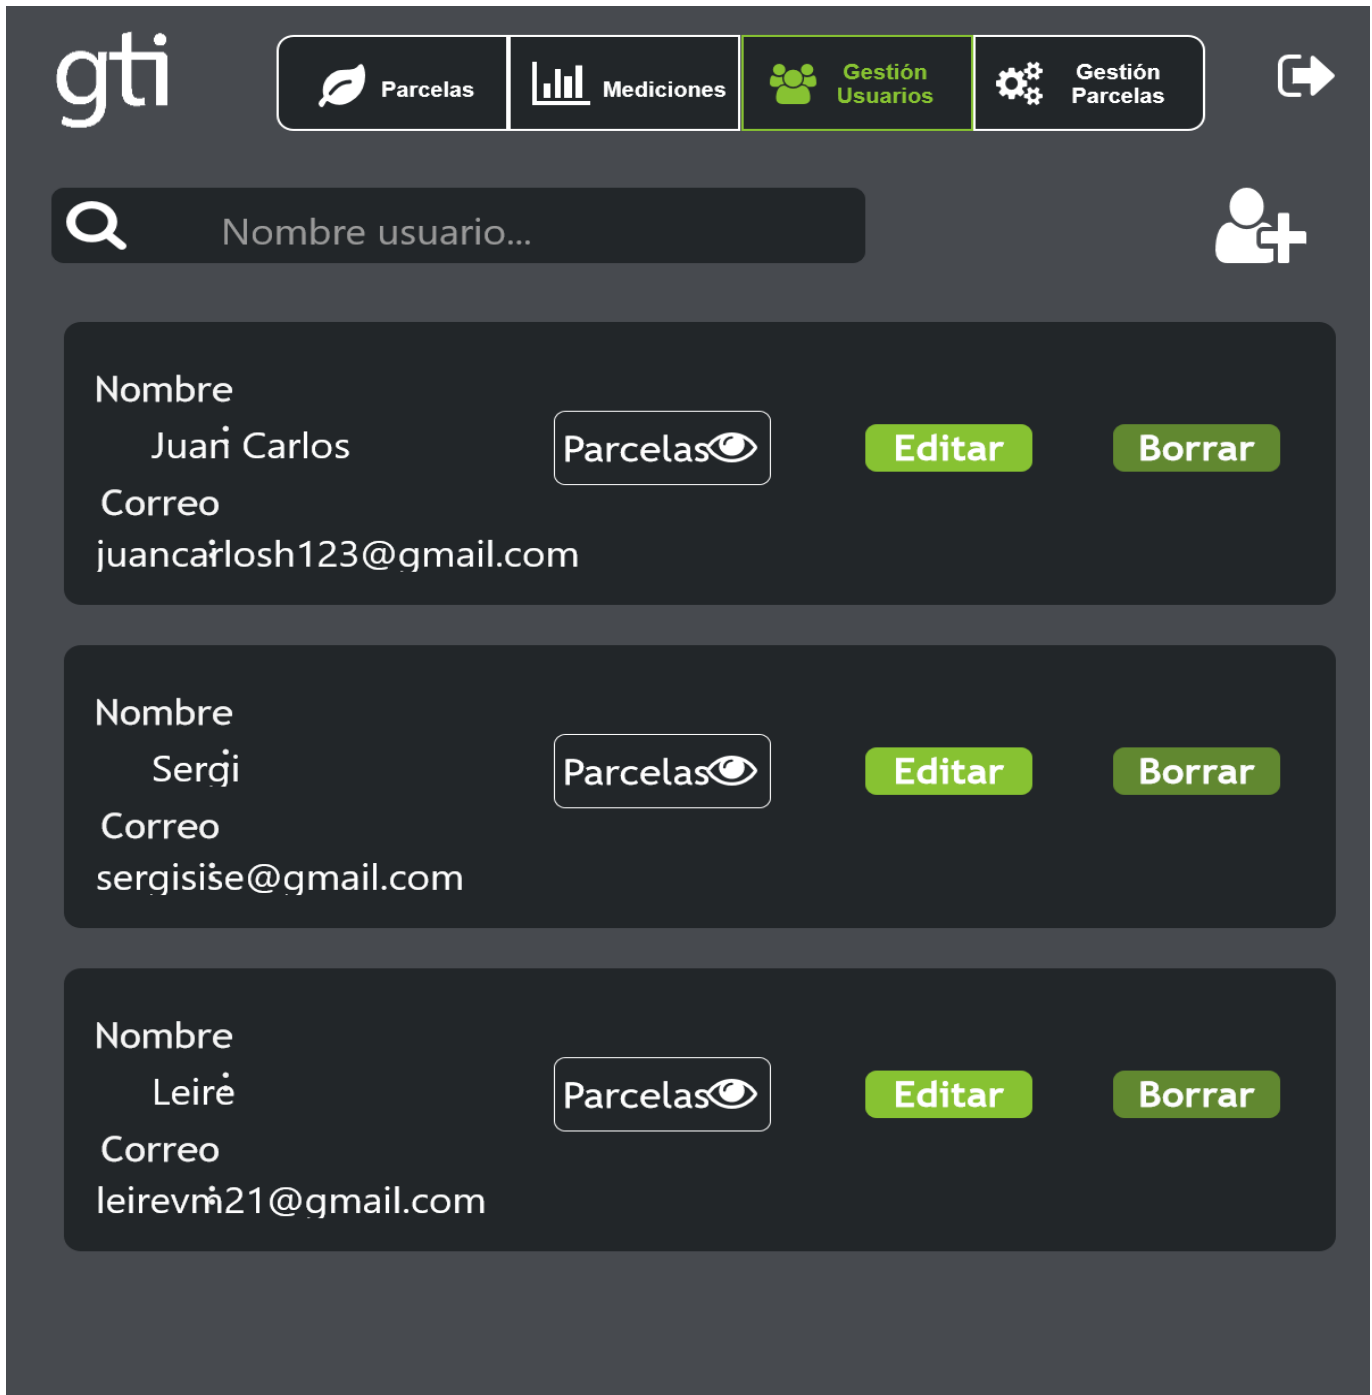 gti
Parcelas
Mediciones
Gestión
Usuarios
Gestión
Parcelas
Nombre usuario...
Nombre
:
Juan Carlos
Parcelas
Editar
Borrar
Correo
:
juancarlosh123@gmail.com
Nombre
:
Sergi
Parcelas
Editar
Borrar
Correo
:
sergisise@gmail.com
Nombre
:
Leire
Parcelas
Editar
Borrar
Correo
:
leirevm21@gmail.com